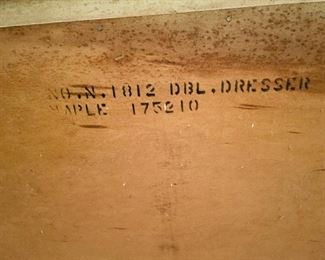 NO.N.1812 DBL.DRESSER
MAPLE 175210